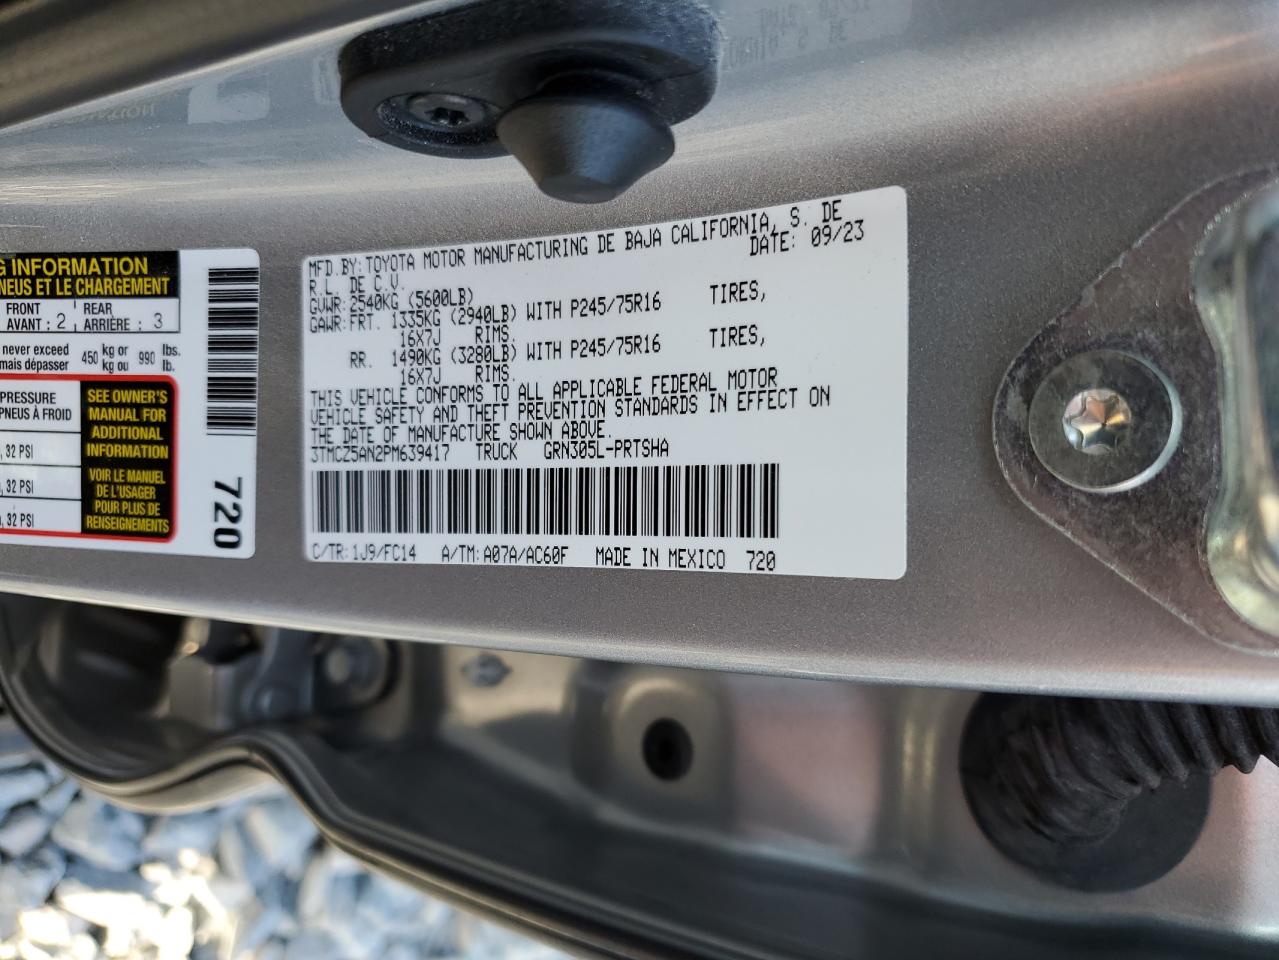 G INFORMATION
NEUS ET LE CHARGEMENT
FRONT
AVANT : 2
REAR
ARRIÈRE : 3
never exceed
mais dépasser
450 kg or
kg ou
990 lbs.
lb.
PRESSURE
PNEUS À FROID
, 32 PSI
, 32 PSI
, 32 PSI
SEE OWNER'S
MANUAL FOR
ADDITIONAL
INFORMATION
VOIR LE MANUEL
DE L'USAGER
POUR PLUS DE
RENSEIGNEMENTS
720
MFD.BY:TOYOTA MOTOR MANUFACTURING DE BAJA CALIFORNIA, S. DE
R.L. DE C.V. DATE: 09/23
GVWR:2540KG (5600LB)
GAWR:FRT. 1335KG (2940LB) WITH P245/75R16 TIRES,
16X7J RIMS.
RR. 1490KG (3280LB) WITH P245/75R16 TIRES,
16X7J RIMS.
THIS VEHICLE CONFORMS TO ALL APPLICABLE FEDERAL MOTOR
VEHICLE SAFETY AND THEFT PREVENTION STANDARDS IN EFFECT ON
THE DATE OF MANUFACTURE SHOWN ABOVE.
3TMCZ5AN2PM639417 TRUCK GRN305L-PRTSHA
C/TR:1J9/FC14 A/TM:A07A/AC60F MADE IN MEXICO 720